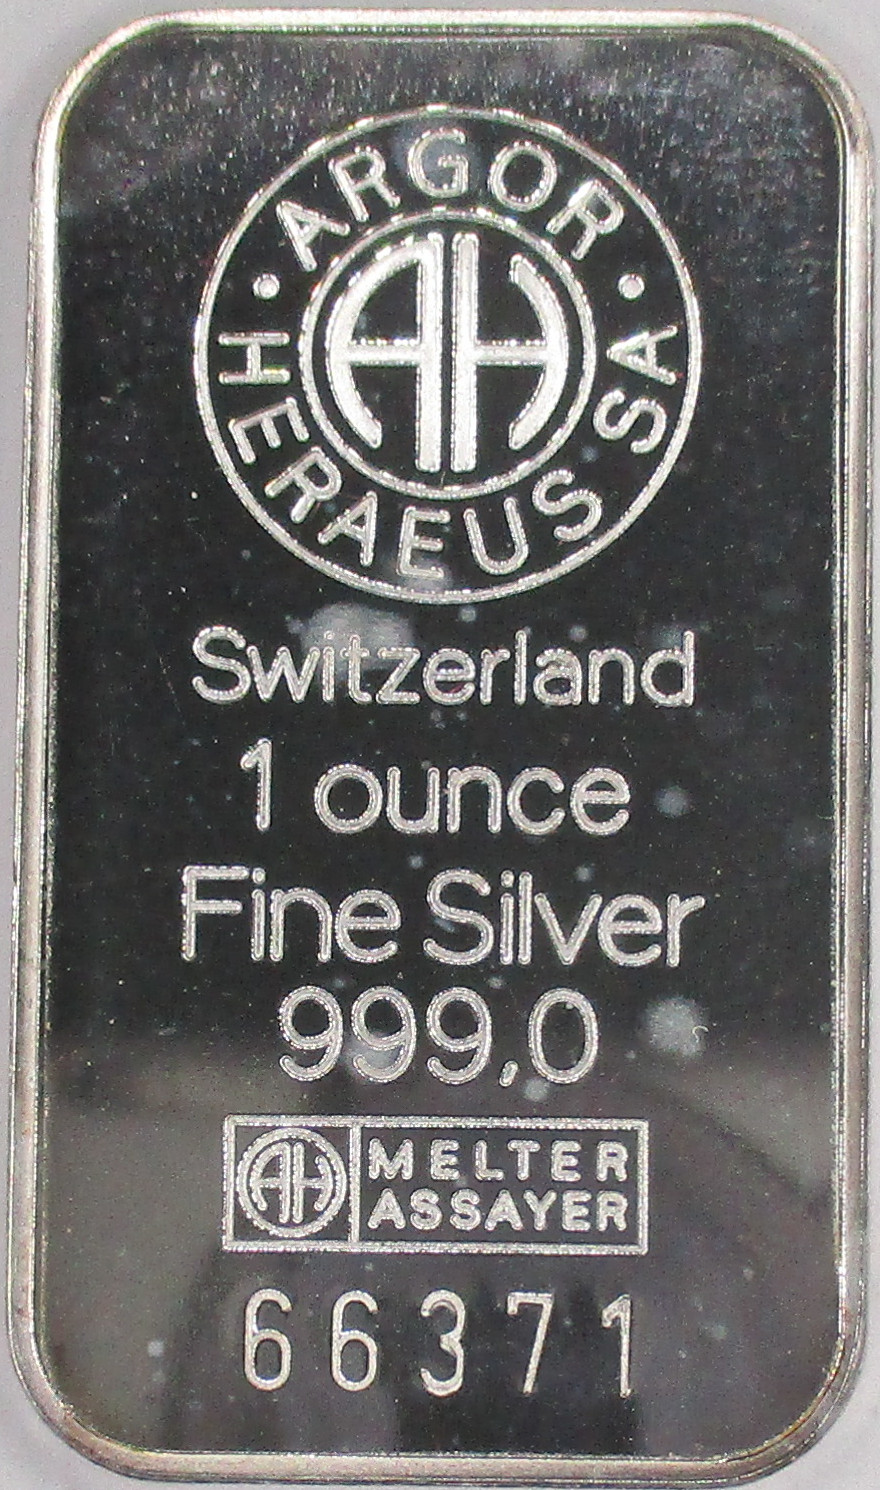 ARGOR
HERAEUS SA
AH
Switzerland
1 ounce
Fine Silver
999,0
AH
MELTER
ASSAYER
66371